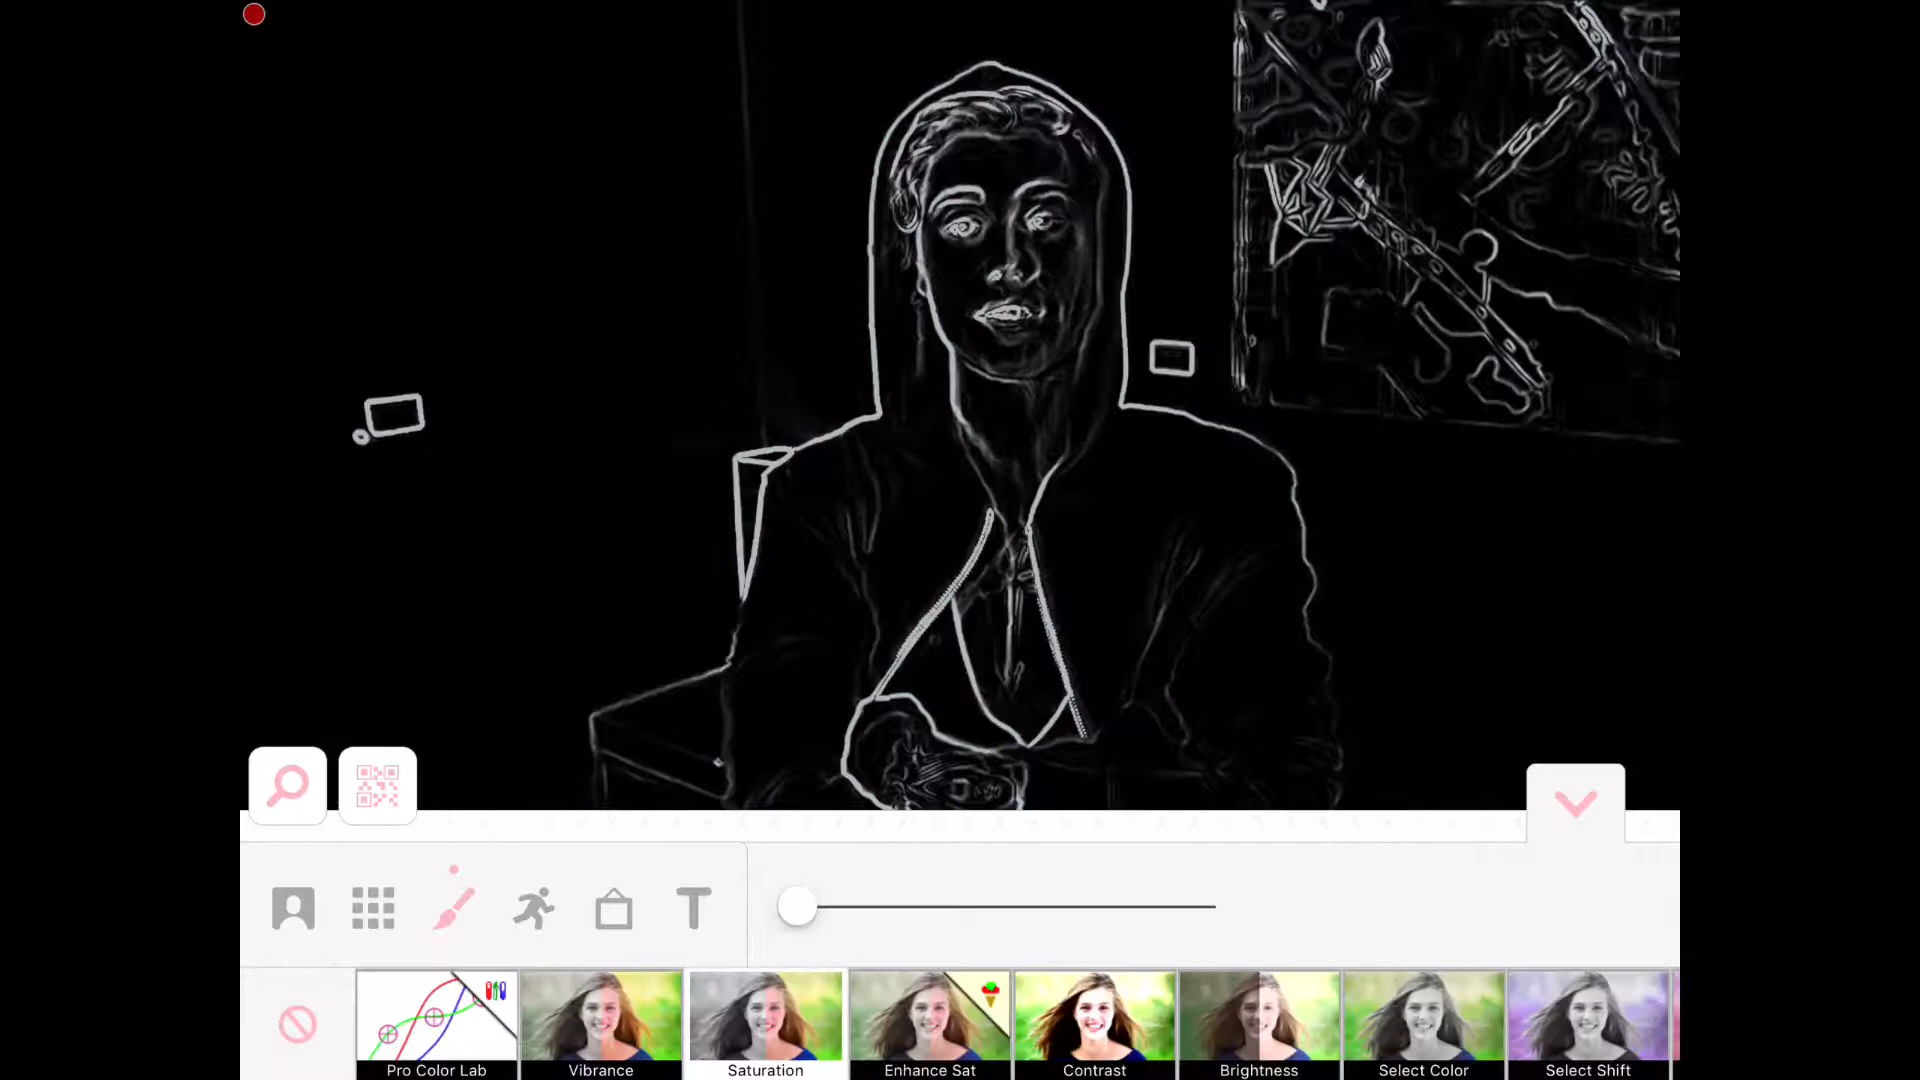 Pro Color Lab
Vibrance
Saturation
Enhance Sat
Contrast
Brightness
Select Color
Select Shift